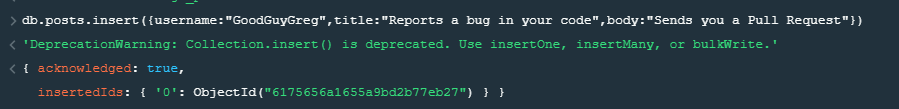 > db.posts.insert({username:"GoodGuyGreg",title:"Reports a bug in your code",body:"Sends you a Pull Request"})
< 'DeprecationWarning: Collection.insert() is deprecated. Use insertOne, insertMany, or bulkWrite.'
< { acknowledged: true,
insertedIds: { '0': ObjectId("6175656a1655a9bd2b77eb27") } }